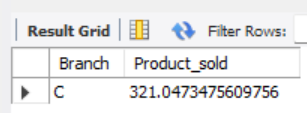 Result Grid Filter Rows:
Branch Product_sold
C 321.0473475609756